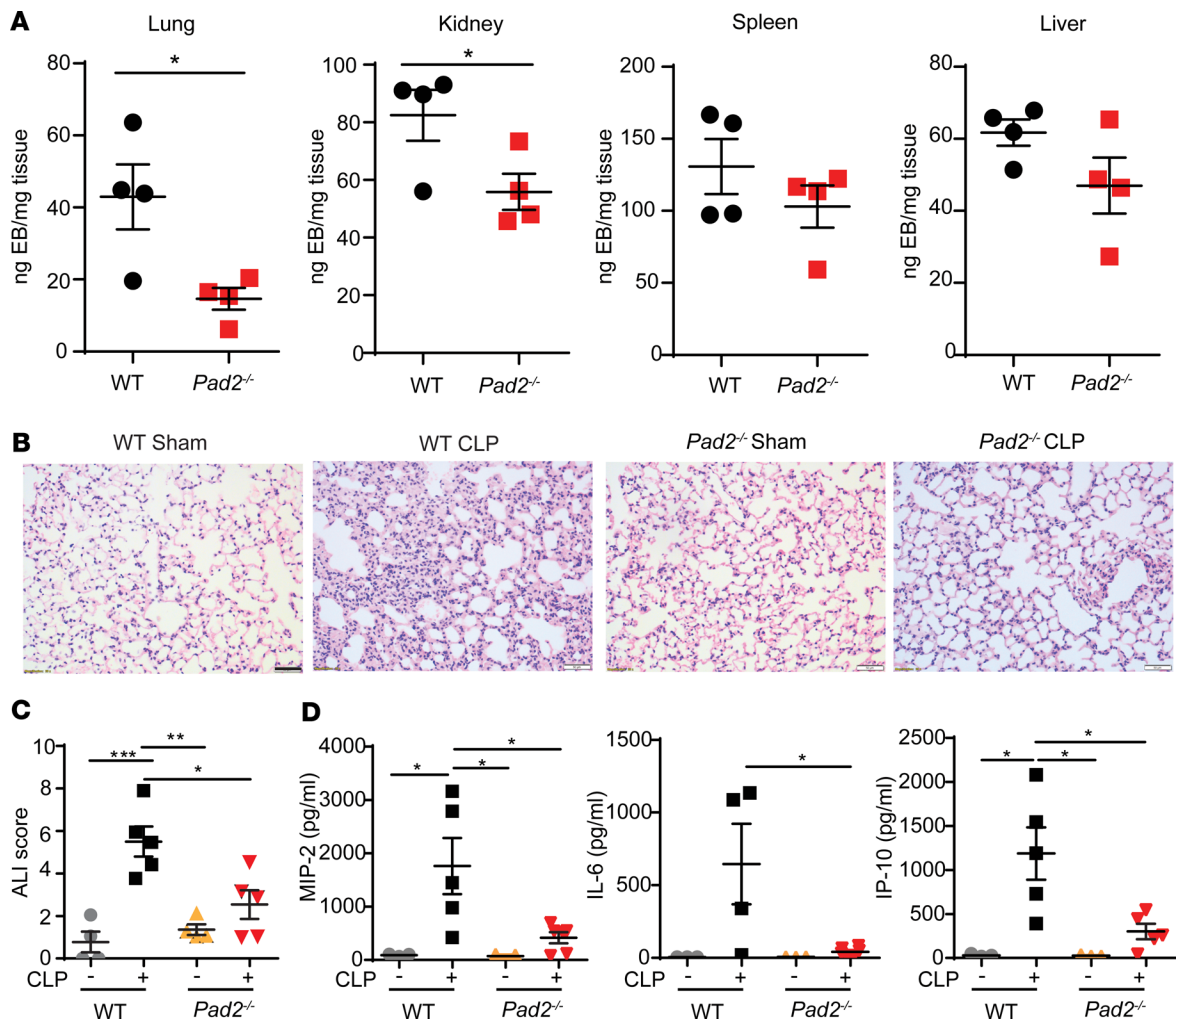 A
Lung
Kidney
Spleen
Liver
*
*
ng EB/mg tissue
80
60
40
20
0
WT
Pad2-/-
ng EB/mg tissue
100
80
60
40
20
0
WT
Pad2-/-
ng EB/mg tissue
200
150
100
50
0
WT
Pad2-/-
ng EB/mg tissue
80
60
40
20
0
WT
Pad2-/-
B
WT Sham
WT CLP
Pad2-/- Sham
Pad2-/- CLP
C
ALI score
10
8
6
4
2
0
***
**
*
CLP
-
+
-
+
WT
Pad2-/-
D
MIP-2 (pg/ml)
4000
3000
2000
1000
0
*
*
*
CLP
-
+
-
+
WT
Pad2-/-
IL-6 (pg/ml)
1500
1000
500
0
*
CLP
-
+
-
+
WT
Pad2-/-
IP-10 (pg/ml)
2500
2000
1500
1000
500
0
*
*
*
CLP
-
+
-
+
WT
Pad2-/-